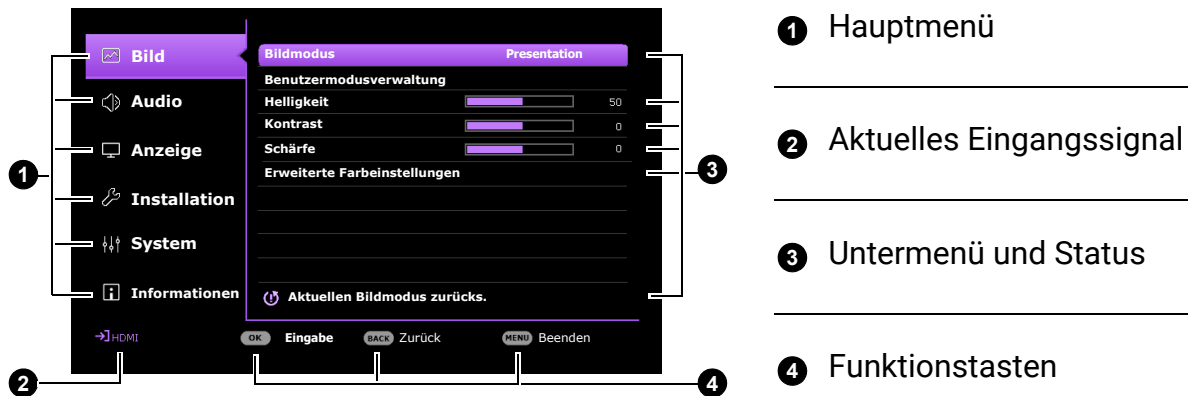 Bild
Audio
Anzeige
Installation
System
Informationen
Bildmodus Presentation
Benutzermodusverwaltung
Helligkeit 50
Kontrast 0
Schärfe 0
Erweiterte Farbeinstellungen
Aktuellen Bildmodus zurücks.
HDMI OK Eingabe BACK Zurück MENU Beenden
1
2
3
4
1 Hauptmenü
2 Aktuelles Eingangssignal
3 Untermenü und Status
4 Funktionstasten